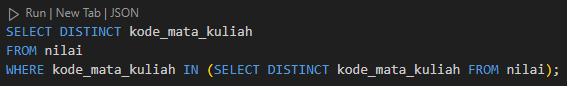 Run | New Tab | JSON
SELECT DISTINCT kode_mata_kuliah
FROM nilai
WHERE kode_mata_kuliah IN (SELECT DISTINCT kode_mata_kuliah FROM nilai);